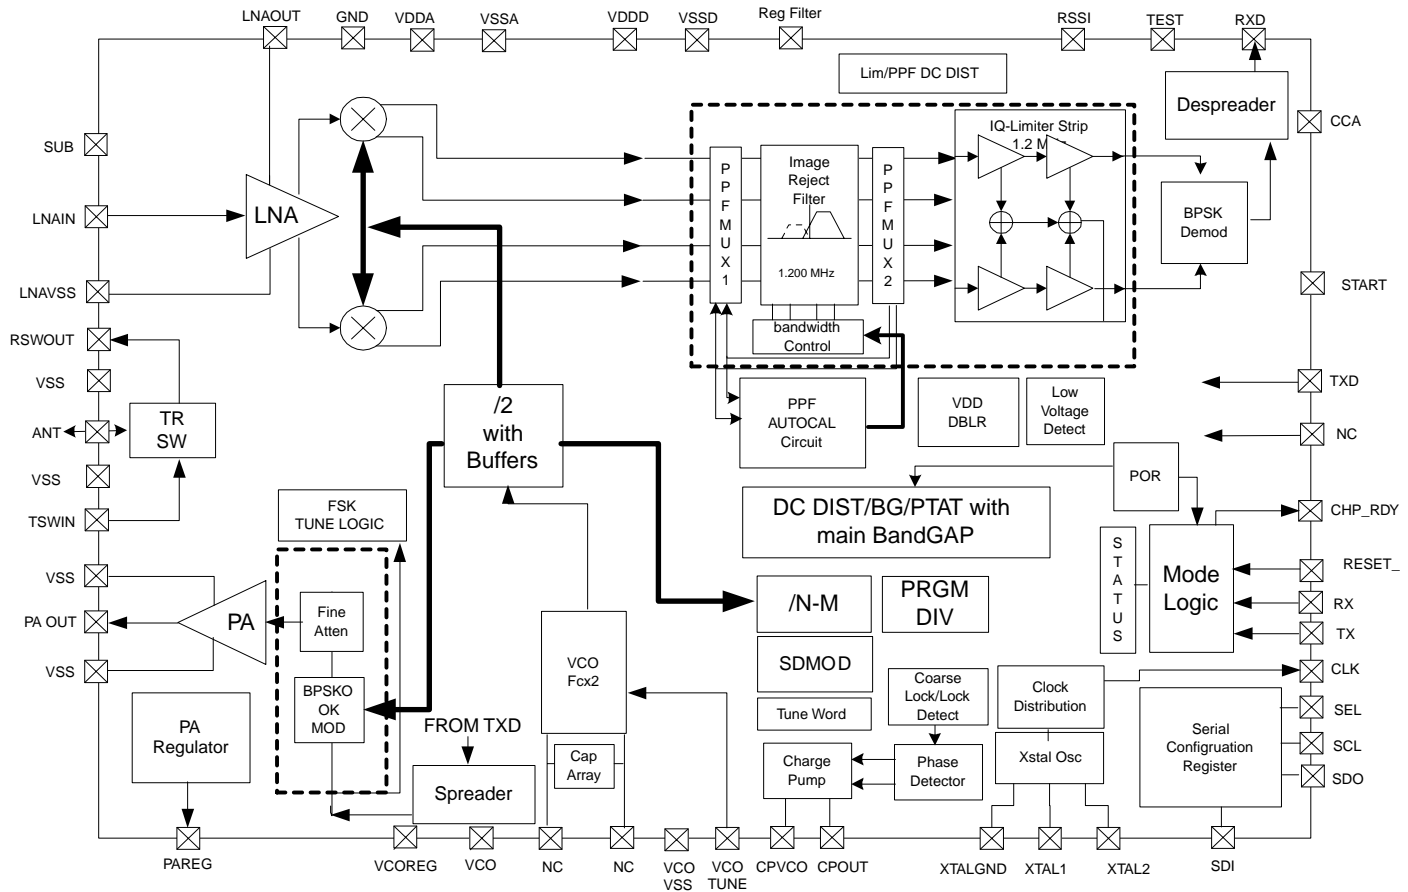 LNAOUT
GND
VDDA
VSSA
VDDD
VSSD
Reg Filter
RSSI
TEST
RXD
Lim/PPF DC DIST
Despreader
CCA
SUB
LNAIN
LNAVSS
RSWOUT
VSS
ANT
VSS
TSWIN
VSS
PA OUT
VSS
LNA
PPFMUX1
Image
Reject
Filter
1.200 MHz
PPFMUX2
IQ-Limiter Strip
1.2 M
BPSK
Demod
START
bandwidth
Control
TXD
NC
TR
SW
/2
with
Buffers
PPF
AUTOCAL
Circuit
VDD
DBLR
Low
Voltage
Detect
POR
FSK
TUNE LOGIC
DC DIST/BG/PTAT with
main BandGAP
CHP_RDY
RESET_
RX
TX
CLK
SEL
SCL
SDO
STATUS
Mode
Logic
PA
Fine
Atten
/N-M
PRGM
DIV
VCO
Fcx2
SDMOD
BPSKO
OK
MOD
Tune Word
Coarse
Lock/Lock
Detect
Clock
Distribution
Serial
Configruation
Register
PA
Regulator
FROM TXD
Cap
Array
Charge
Pump
Phase
Detector
Xstal Osc
Spreader
PAREG
VCOREG
VCO
NC
NC
VCO
VSS
VCO
TUNE
CPVCO
CPOUT
XTALGND
XTAL1
XTAL2
SDI